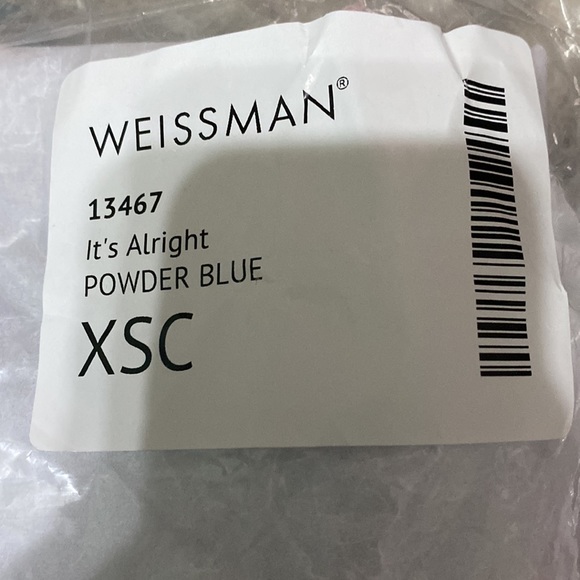 WEISSMAN®
13467
It's Alright
POWDER BLUE
XSC